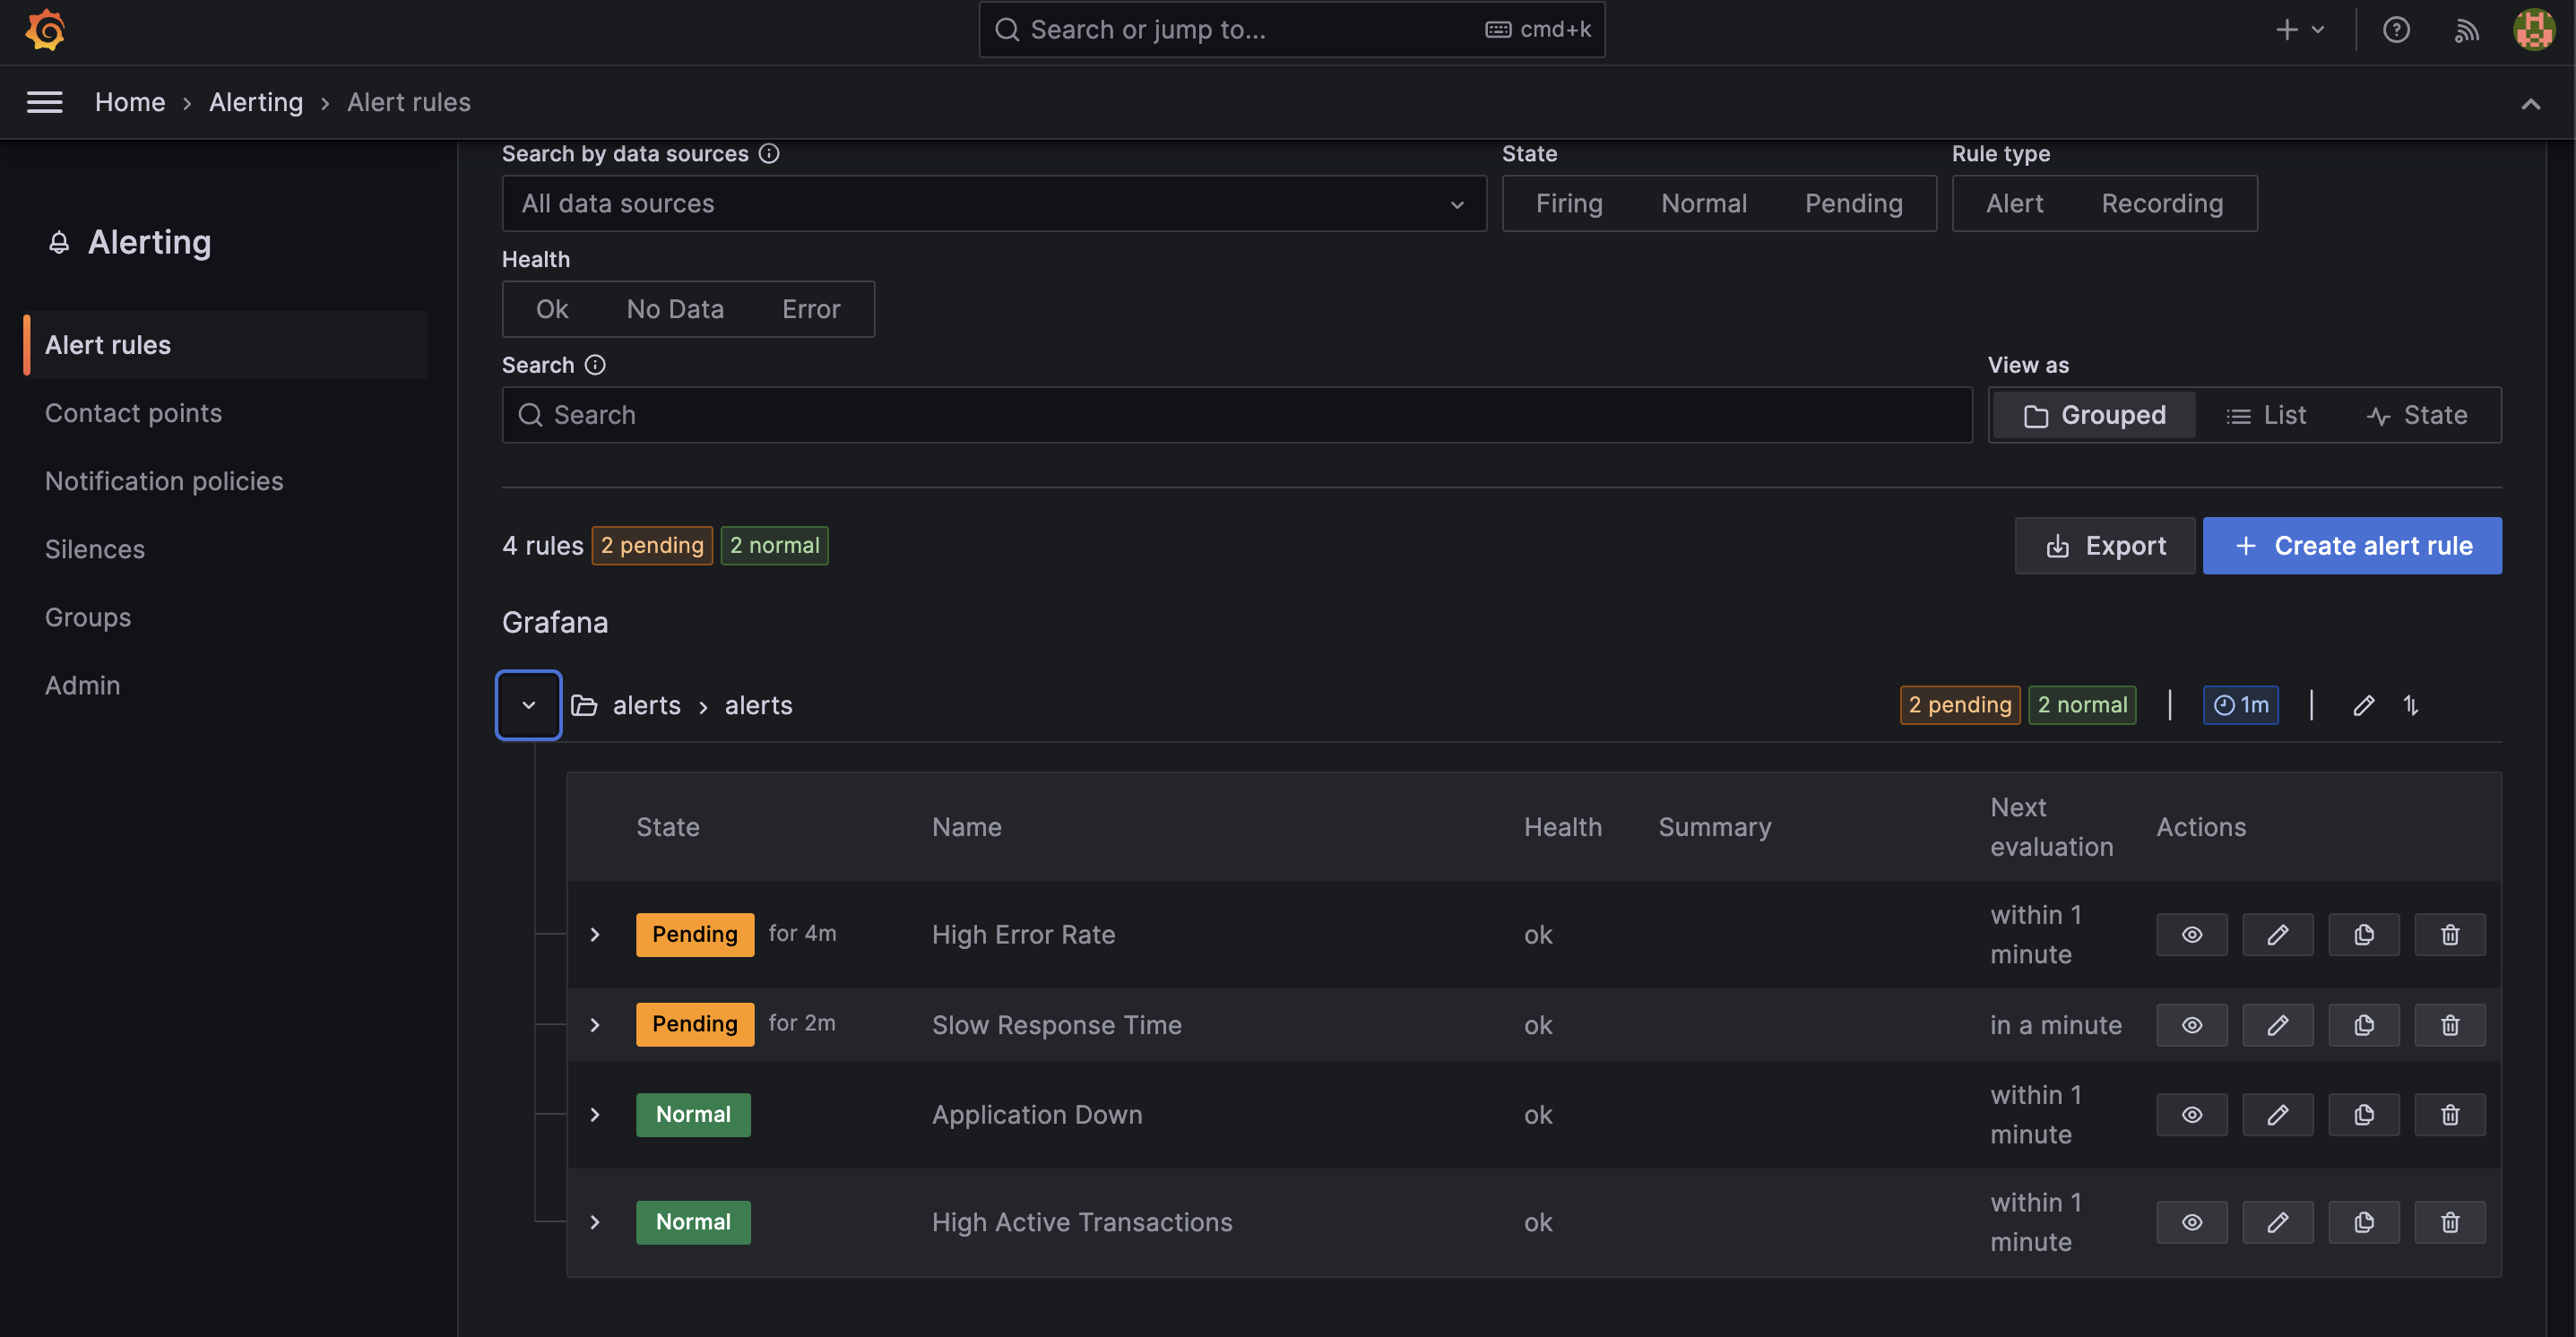 Search or jump to...
cmd+k
Home
Alerting
Alert rules
Alerting
Alert rules
Contact points
Notification policies
Silences
Groups
Admin
Search by data sources
State
Rule type
All data sources
Firing Normal Pending
Alert Recording
Health
Ok No Data Error
Search
View as
Search
Grouped List State
4 rules 2 pending 2 normal
Export
Create alert rule
Grafana
alerts › alerts
2 pending 2 normal | 1m |
State Name Health Summary Next evaluation Actions
Pending for 4m High Error Rate ok within 1 minute
Pending for 2m Slow Response Time ok in a minute
Normal Application Down ok within 1 minute
Normal High Active Transactions ok within 1 minute